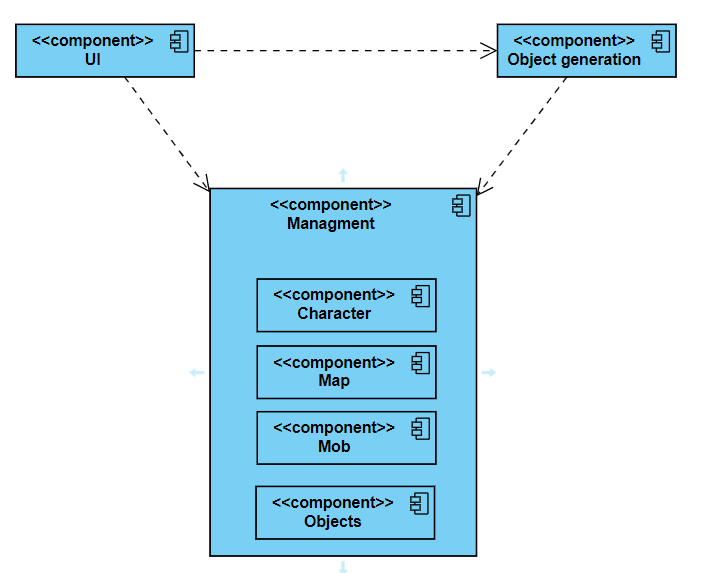 <<component>>
UI
<<component>>
Object generation
<<component>>
Managment
<<component>>
Character
<<component>>
Map
<<component>>
Mob
<<component>>
Objects